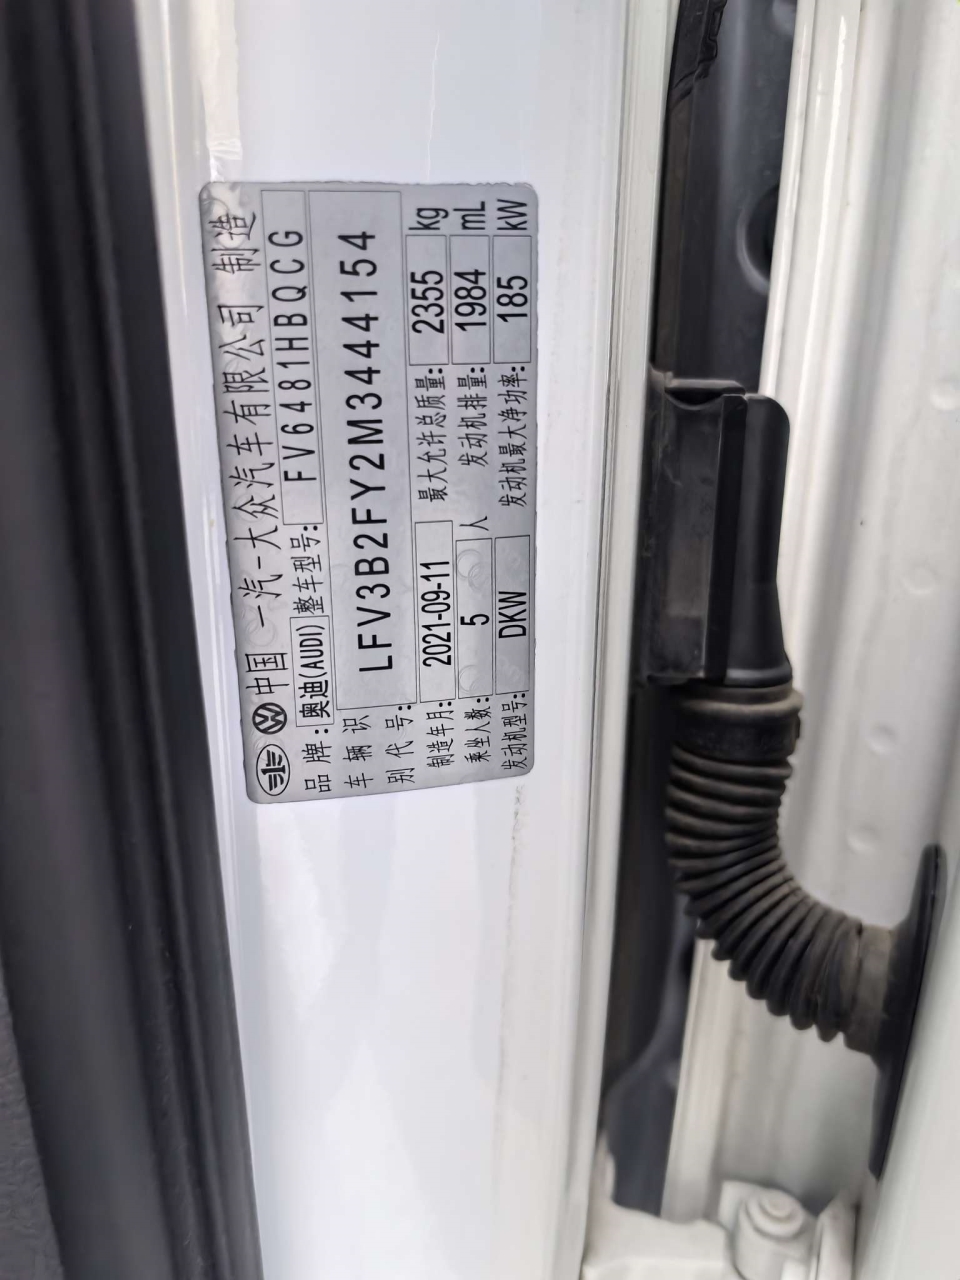 中国 一汽-大众汽车有限公司 制造
品牌:奥迪(AUDI) 整车型号: FV6481HBQCG
车辆识别代号: LFV3B2FY2M3444154
制造年月: 2021-09-11 最大允许总质量: 2355 kg
乘坐人数: 5 人 发动机排量: 1984 mL
发动机型号: DKW 发动机最大净功率: 185 kW